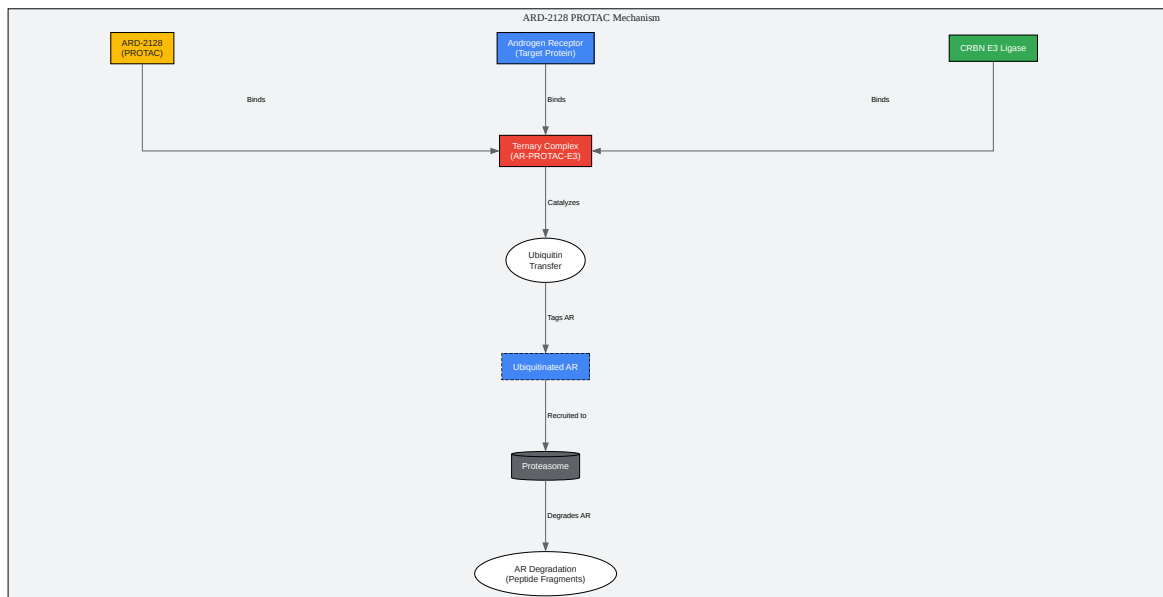 ARD-2128 PROTAC Mechanism
ARD-2128
(PROTAC)
Androgen Receptor
(Target Protein)
CRBN E3 Ligase
Binds
Binds
Binds
Ternary Complex
(AR-PROTAC-E3)
Catalyzes
Ubiquitin
Transfer
Tags AR
Ubiquitinated AR
Recruited to
Proteasome
Degrades AR
AR Degradation
(Peptide Fragments)